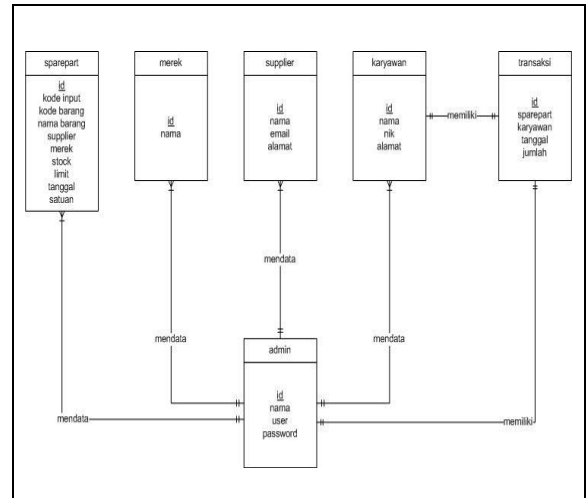 sparepart
id
kode input
kode barang
nama barang
supplier
merek
stock
limit
tanggal
satuan
merek
id
nama
supplier
id
nama
email
alamat
karyawan
id
nama
nik
alamat
memiliki
transaksi
id
sparepart
karyawan
tanggal
jumlah
mendata
mendata
mendata
admin
id
nama
user
password
mendata
memiliki